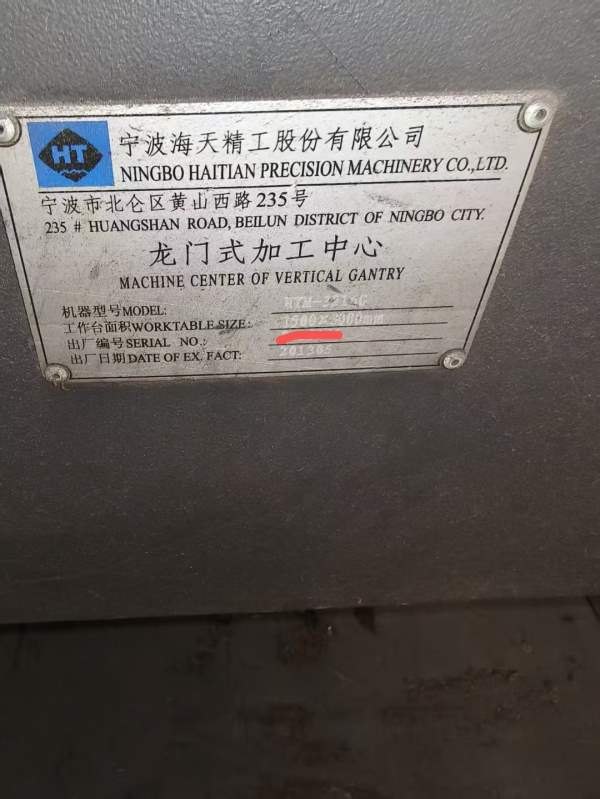 HT
宁波海天精工股份有限公司
NINGBO HAITIAN PRECISION MACHINERY CO.,LTD.
宁波市北仑区黄山西路235号
235 # HUANGSHAN ROAD, BEILUN DISTRICT OF NINGBO CITY.
龙门式加工中心
MACHINE CENTER OF VERTICAL GANTRY
机器型号MODEL:
工作台面积WORKTABLE.SIZE: 1500×3000mm
出厂编号SERIAL NO.:
出厂日期DATE OF EX. FACT: 201305